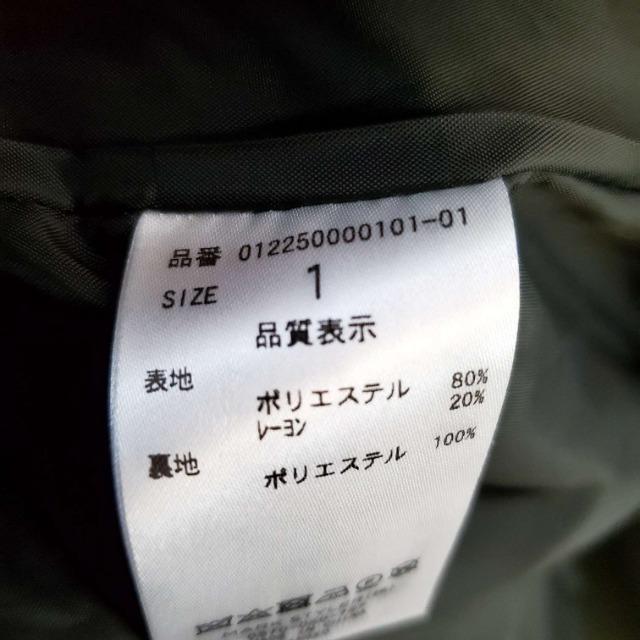 品番 012250000101-01
SIZE 1
品質表示
表地 ポリエステル 80%
レーヨン 20%
裏地 ポリエステル 100%